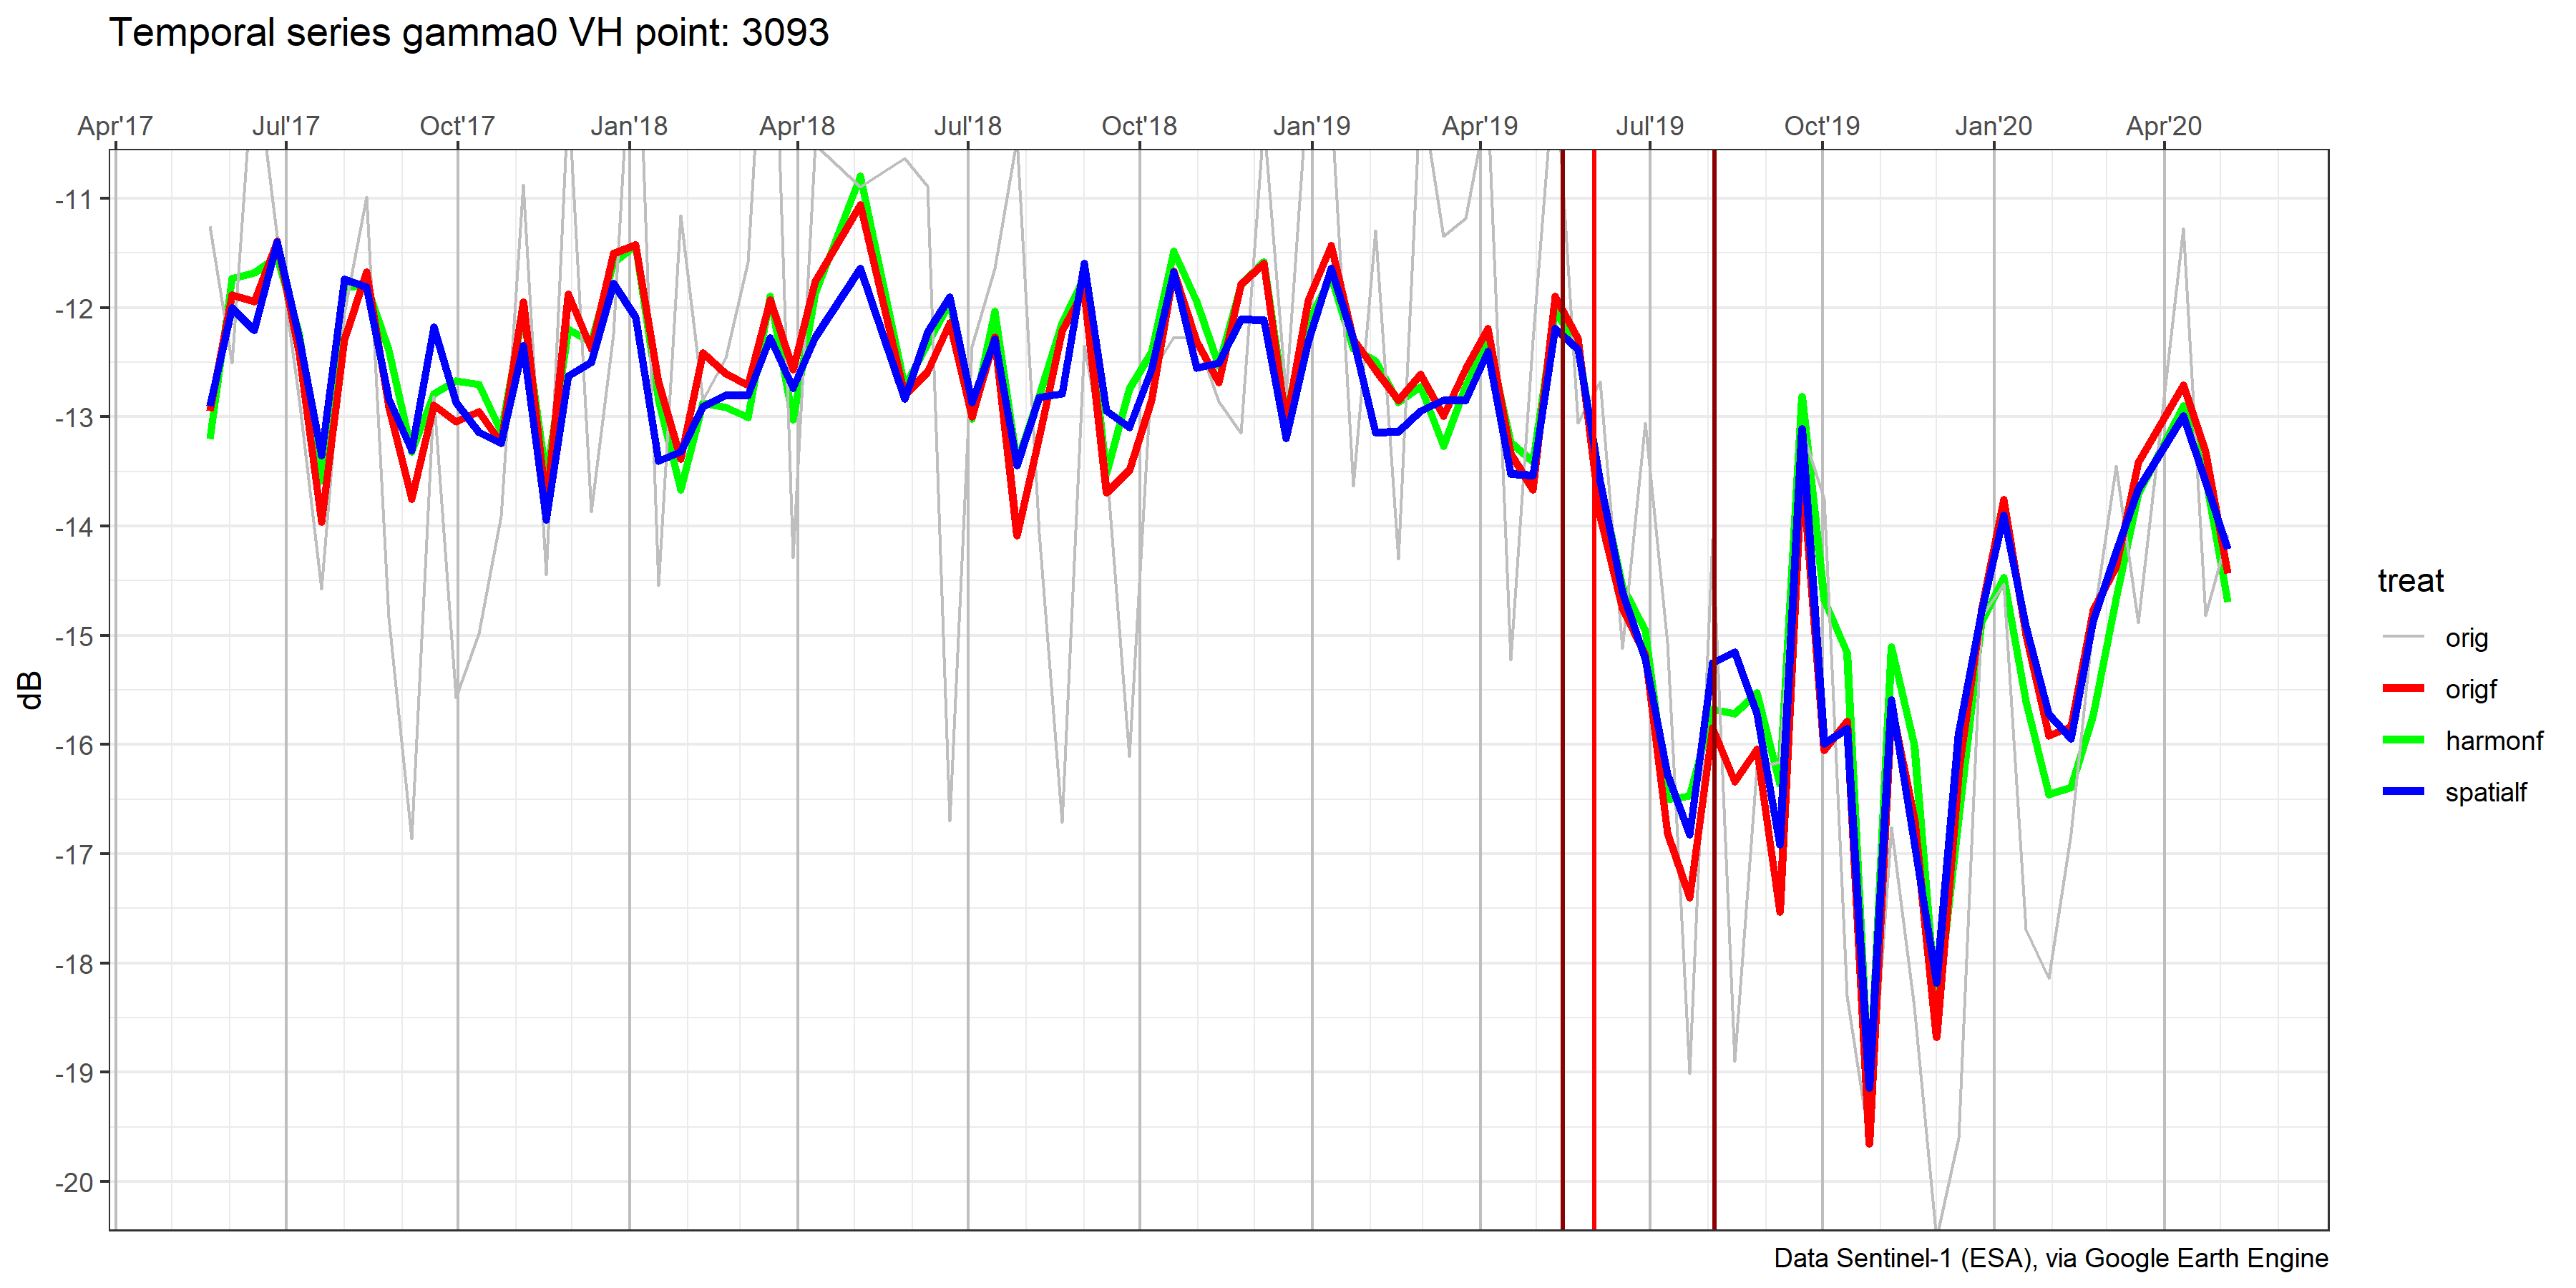 Temporal series gamma0 VH point: 3093
Apr'17 Jul'17 Oct'17 Jan'18 Apr'18 Jul'18 Oct'18 Jan'19 Apr'19 Jul'19 Oct'19 Jan'20 Apr'20
-11
-12
-13
-14
-15
-16
-17
-18
-19
-20
dB
treat
orig
origf
harmonf
spatialf
Data Sentinel-1 (ESA), via Google Earth Engine